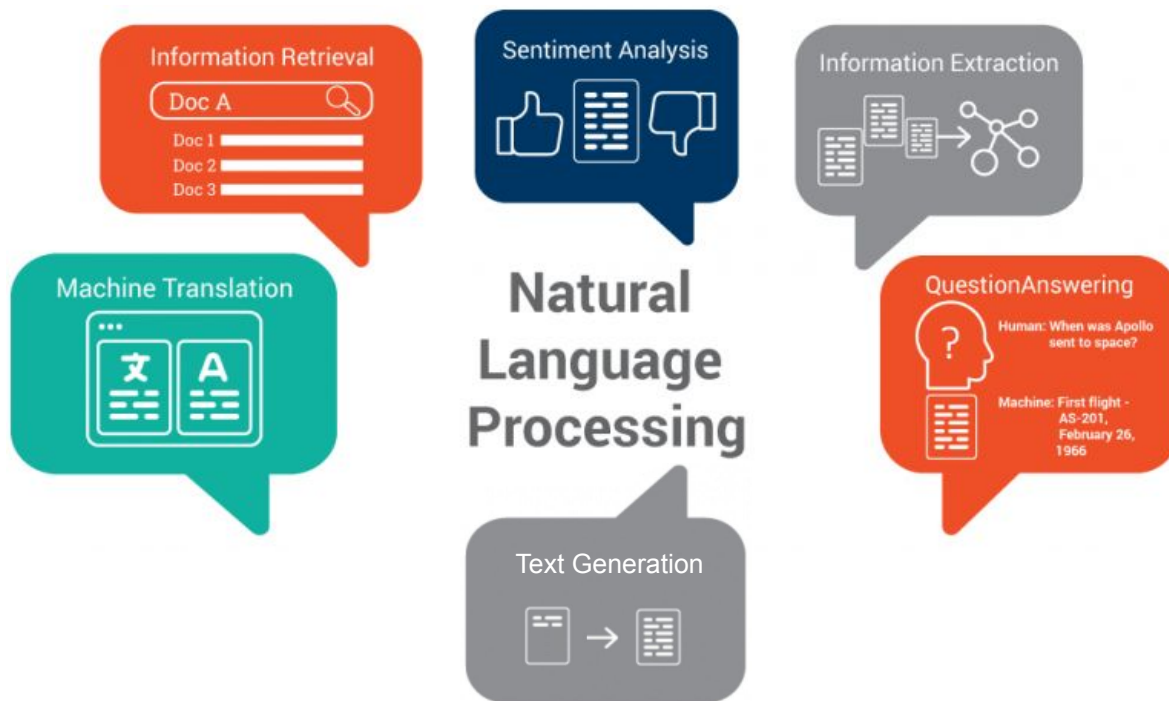 Information Retrieval
Doc A
Doc 1
Doc 2
Doc 3
Sentiment Analysis
Information Extraction
Machine Translation
文 A
Natural
Language
Processing
QuestionAnswering
?
Human: When was Apollo
sent to space?
Machine: First flight -
AS-201,
February 26,
1966
Text Generation